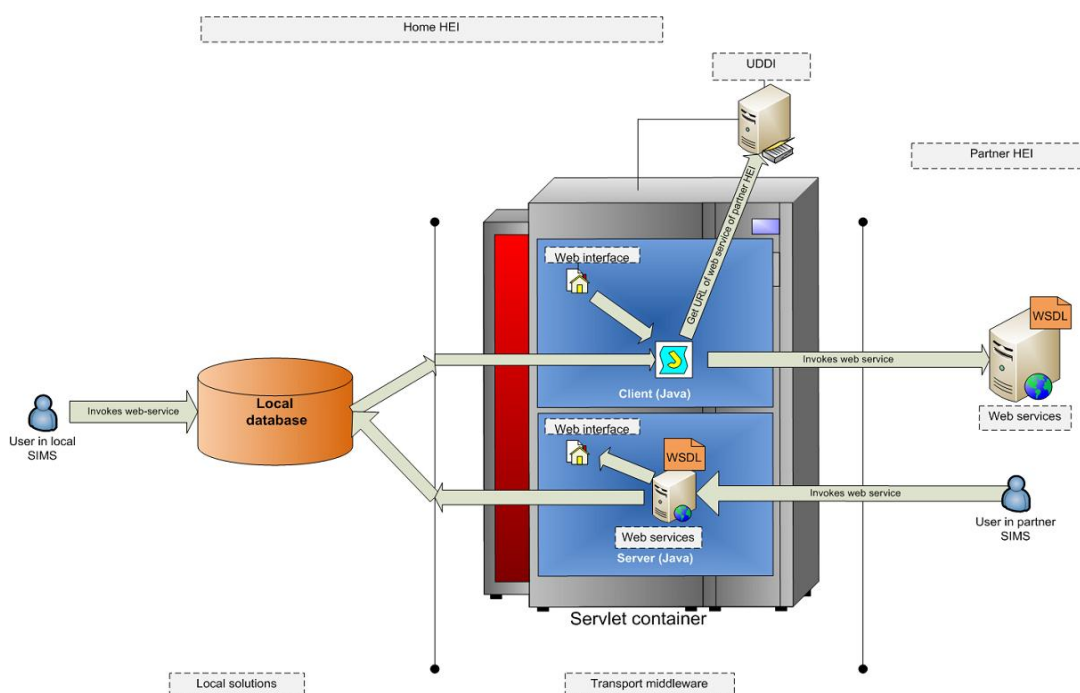 Home HEI
UDDI
Partner HEI
Get URL of web service of partner HEI
Web interface
WSDL
Invokes web service
Client (Java)
Web services
Local
database
Invokes web-service
User in local
SIMS
Web interface
WSDL
Invokes web service
Web services
Server (Java)
User in partner
SIMS
Servlet container
Local solutions
Transport middleware